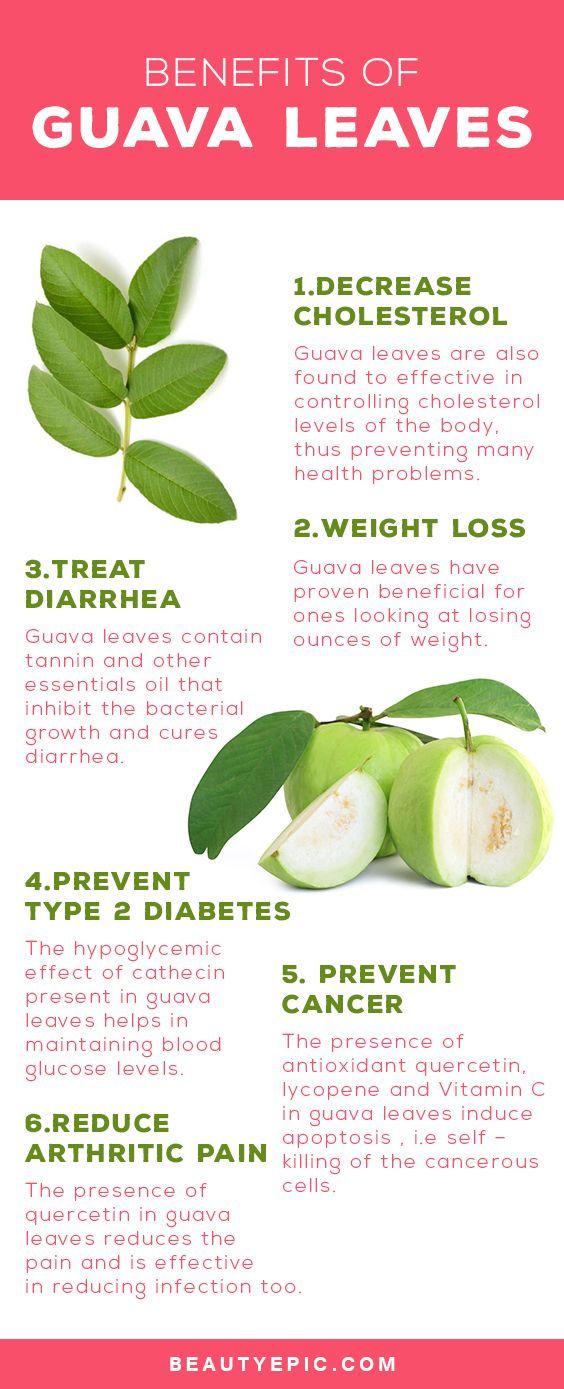 BENEFITS OF
GUAVA LEAVES
1.DECREASE
CHOLESTEROL
Guava leaves are also
found to effective in
controlling cholesterol
levels of the body,
thus preventing many
health problems.
2.WEIGHT LOSS
Guava leaves have
proven beneficial for
ones looking at losing
ounces of weight.
3.TREAT
DIARRHEA
Guava leaves contain
tannin and other
essentials oil that
inhibit the bacterial
growth and cures
diarrhea.
4.PREVENT
TYPE 2 DIABETES
The hypoglycemic
effect of cathecin
present in guava
leaves helps in
maintaining blood
glucose levels.
5. PREVENT
CANCER
The presence of
antioxidant quercetin,
lycopene and Vitamin C
in guava leaves induce
apoptosis , i.e self –
killing of the cancerous
cells.
6.REDUCE
ARTHRITIC PAIN
The presence of
quercetin in guava
leaves reduces the
pain and is effective
in reducing infection too.
BEAUTYEPIC.COM